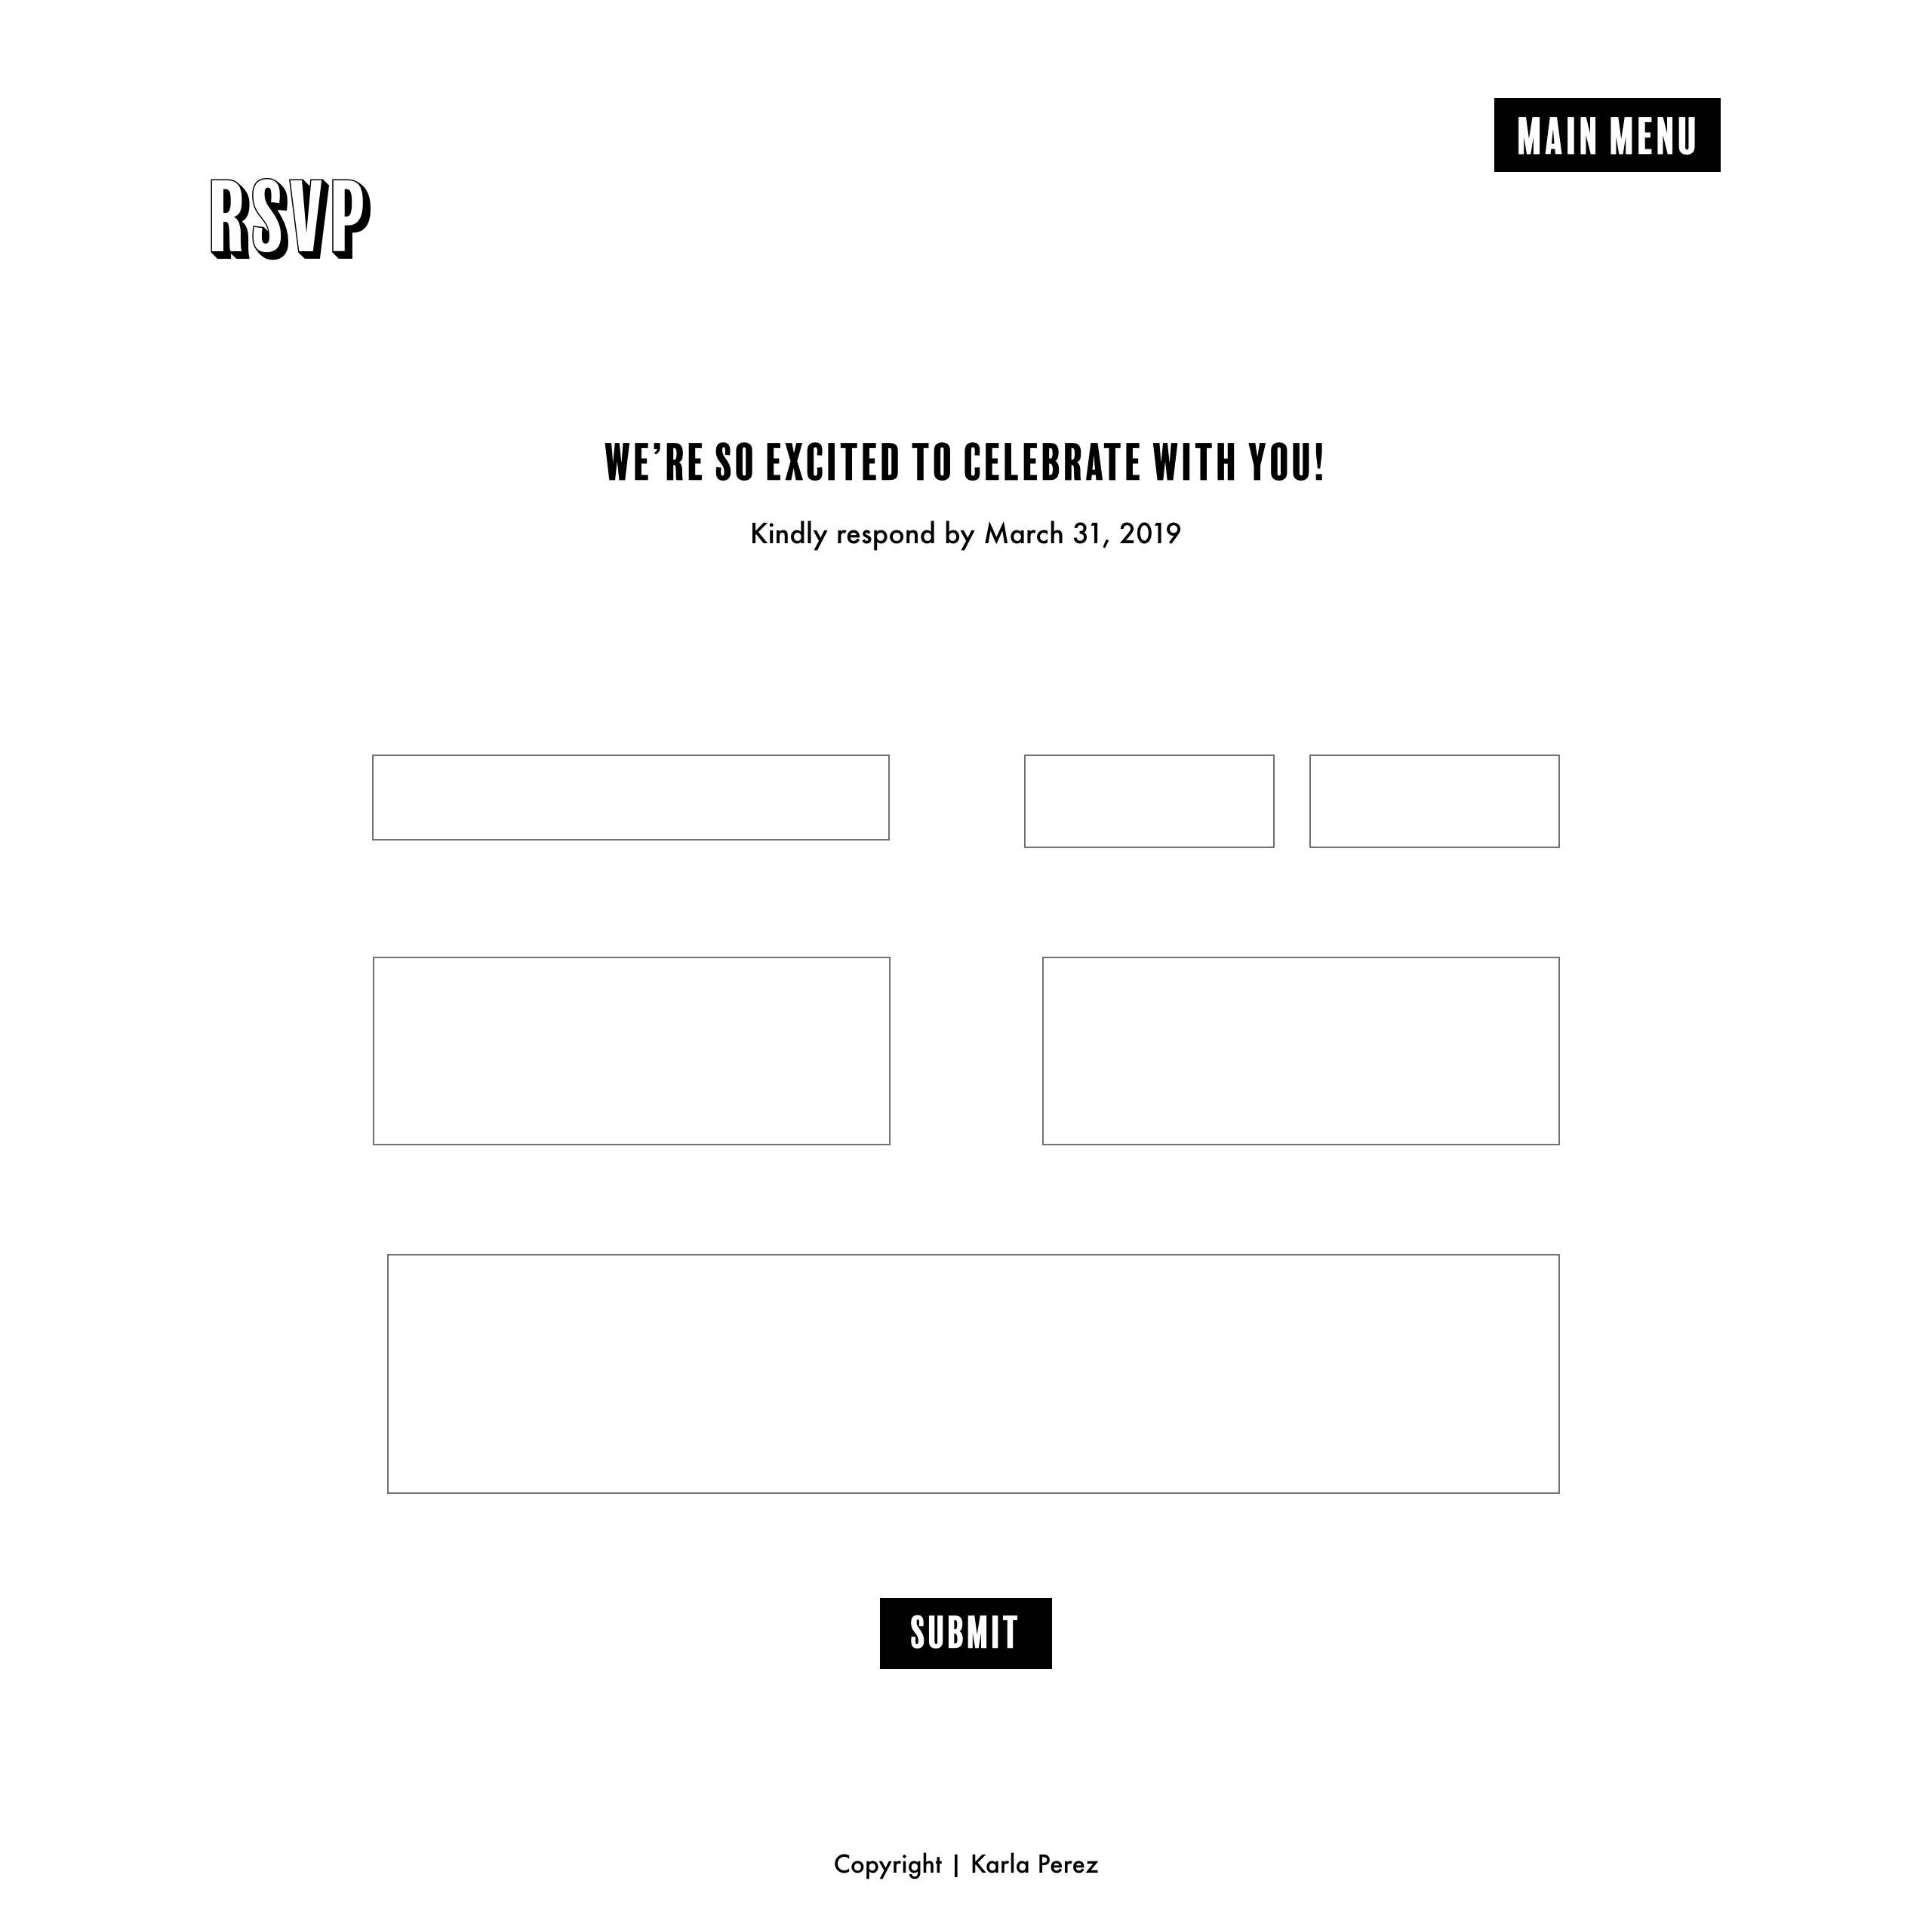 MAIN MENU
RSVP
WE’RE SO EXCITED TO CELEBRATE WITH YOU!
Kindly respond by March 31, 2019
SUBMIT
Copyright | Karla Perez